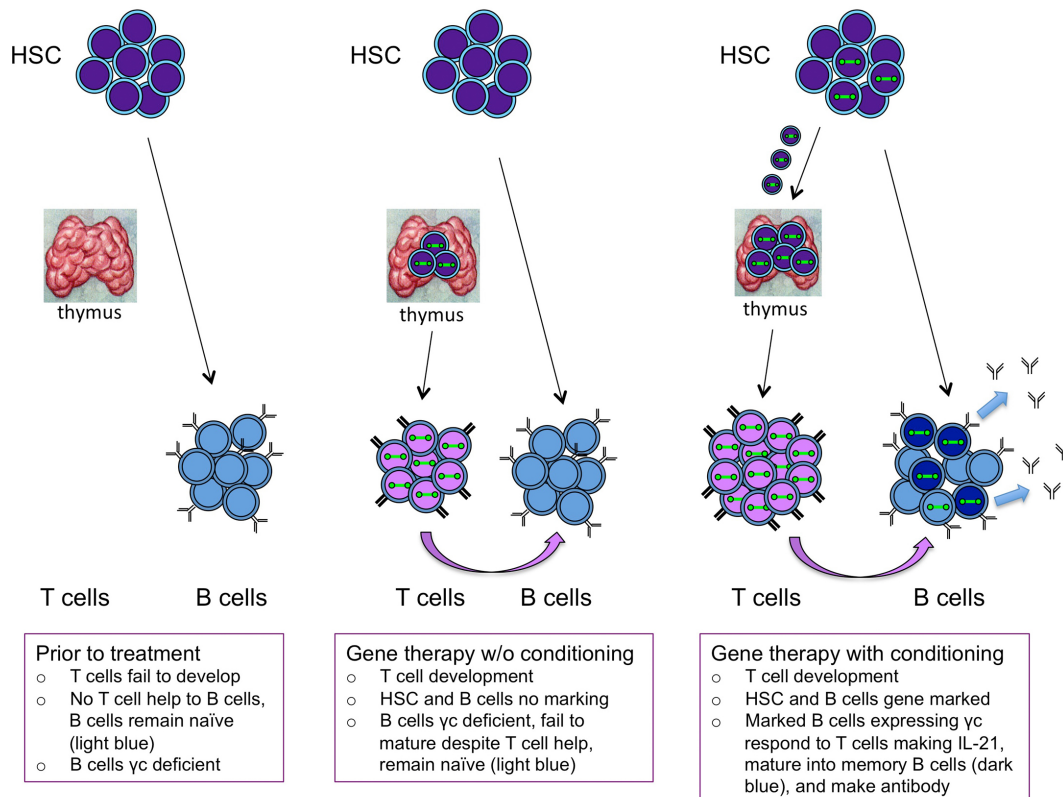 HSC
HSC
HSC
thymus
thymus
thymus
T cells
B cells
T cells
B cells
T cells
B cells
Prior to treatment
○ T cells fail to develop
○ No T cell help to B cells,
B cells remain naïve
(light blue)
○ B cells γc deficient
Gene therapy w/o conditioning
○ T cell development
○ HSC and B cells no marking
○ B cells γc deficient, fail to
mature despite T cell help,
remain naïve (light blue)
Gene therapy with conditioning
○ T cell development
○ HSC and B cells gene marked
○ Marked B cells expressing γc
respond to T cells making IL-21,
mature into memory B cells (dark
blue), and make antibody